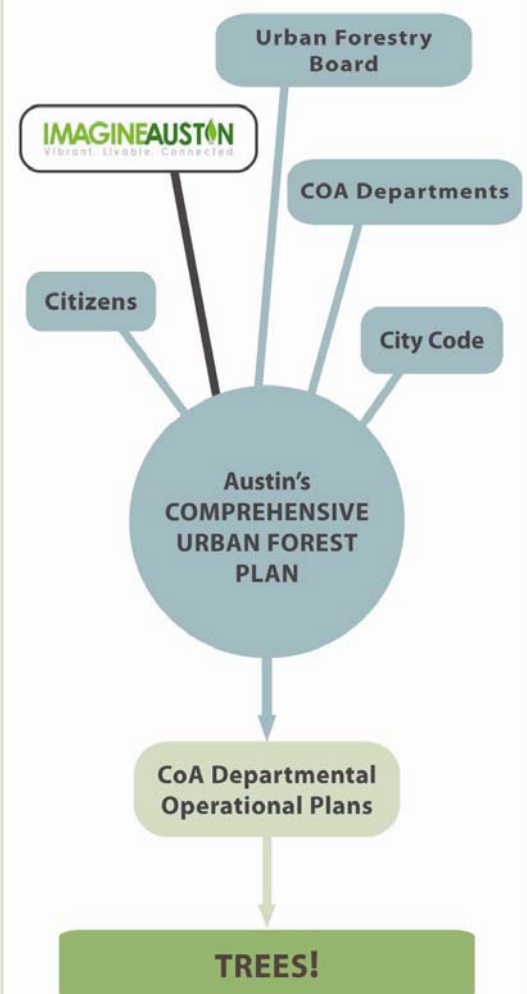 Urban Forestry
Board
IMAGINEAUSTIN
Vibrant. Livable. Connected.
COA Departments
Citizens
City Code
Austin's
COMPREHENSIVE
URBAN FOREST
PLAN
CoA Departmental
Operational Plans
TREES!